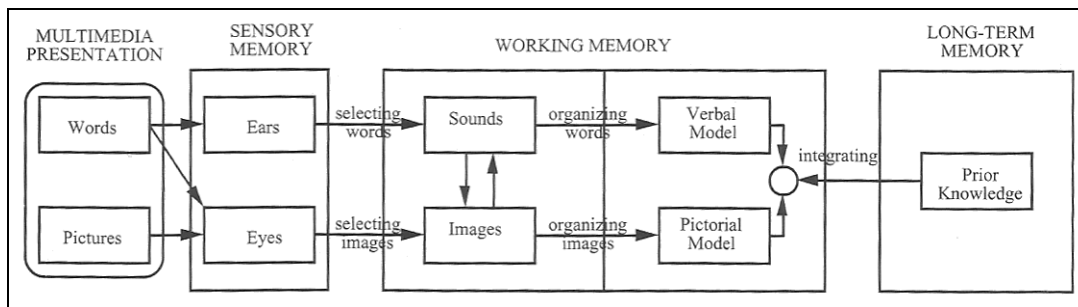 MULTIMEDIA
PRESENTATION
SENSORY
MEMORY
WORKING MEMORY
LONG-TERM
MEMORY
Words
Ears
selecting
words
Sounds
organizing
words
Verbal
Model
integrating
Prior
Knowledge
Pictures
Eyes
selecting
images
Images
organizing
images
Pictorial
Model